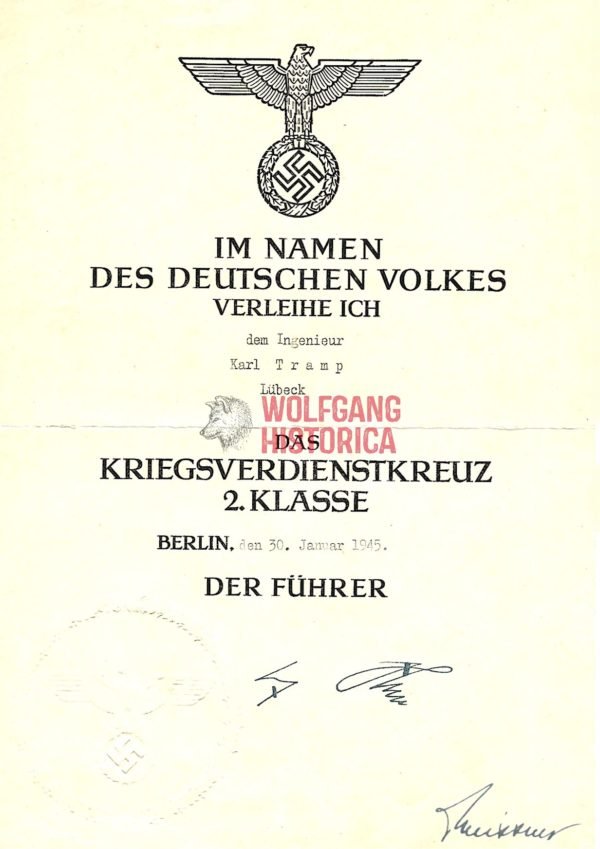 IM NAMEN
DES DEUTSCHEN VOLKES
VERLEIHE ICH
dem Ingenieur
Karl T r a m p
Lübeck
WOLFGANG
HISTORICA
DAS
KRIEGSVERDIENSTKREUZ
2. KLASSE
BERLIN, den 30. Januar 1945.
DER FÜHRER